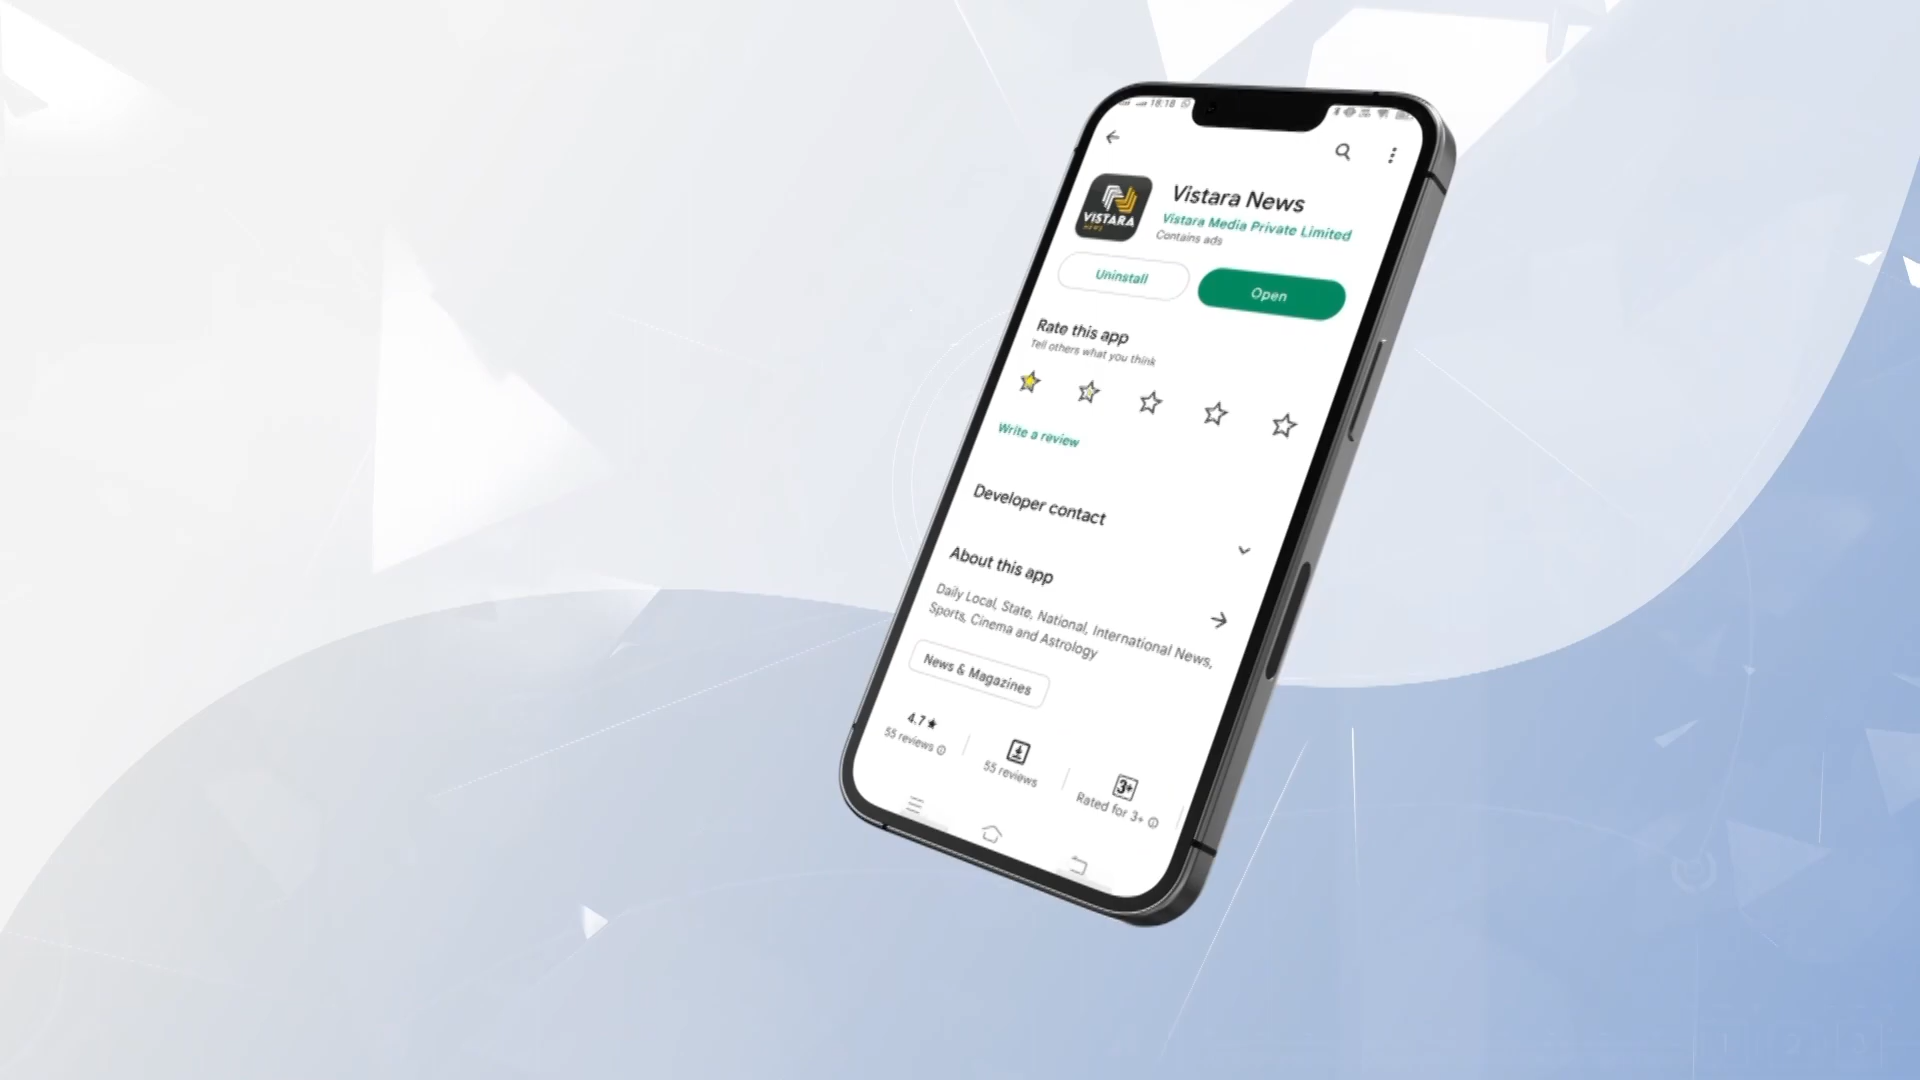 18:18
Vistara News
Vistara Media Private Limited
Contains ads
VISTARA
NEWS
Uninstall
Open
Rate this app
Tell others what you think
Write a review
Developer contact
About this app
Daily Local, State, National, International News,
Sports, Cinema and Astrology
News & Magazines
4.7★
55 reviews
55 reviews
3+
Rated for 3+